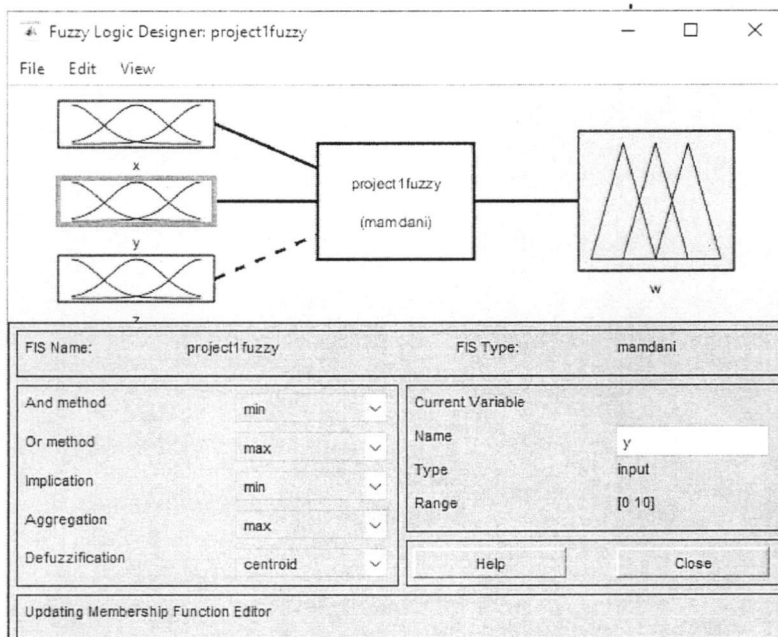 Fuzzy Logic Designer: project1fuzzy
File Edit View
x
project1fuzzy
(mamdani)
y
w
z
FIS Name: project1fuzzy FIS Type: mamdani
And method min
Or method max
Implication min
Aggregation max
Defuzzification centroid
Current Variable
Name y
Type input
Range [0 10]
Help Close
Updating Membership Function Editor